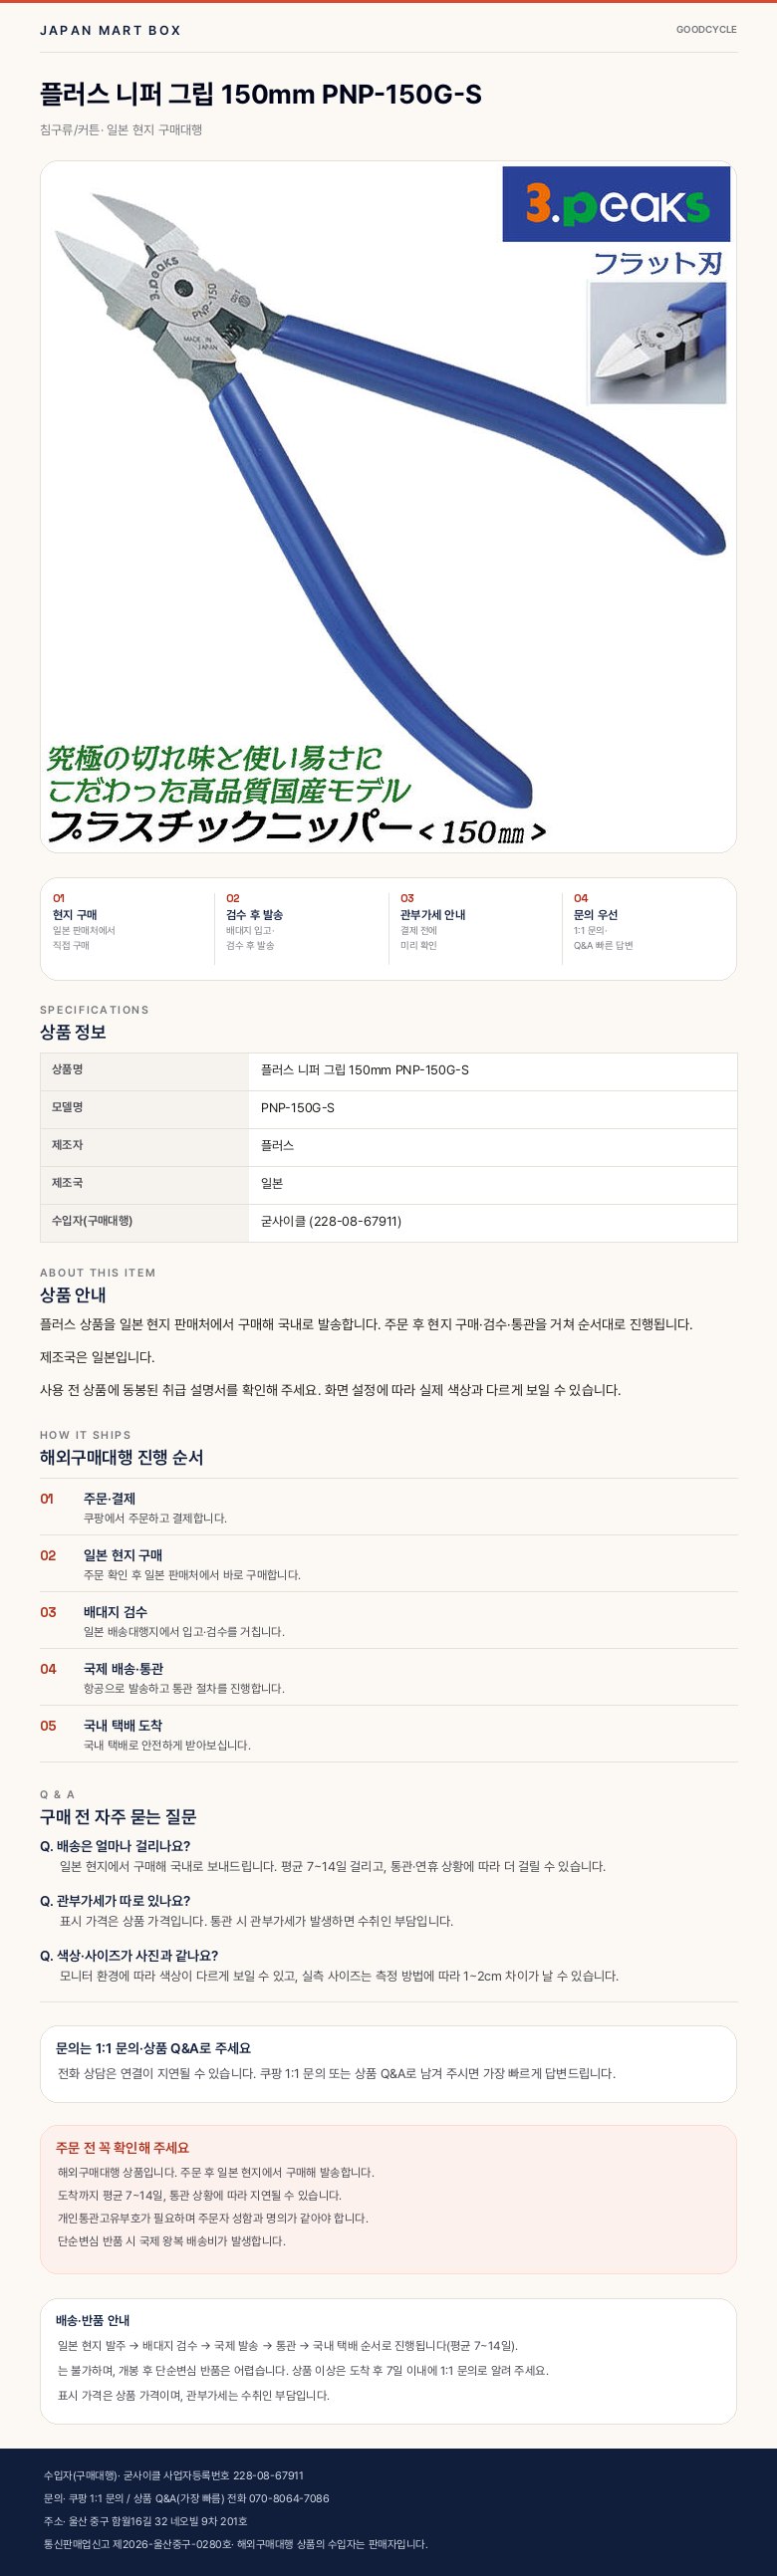 JAPAN MART BOX
GOODCYCLE
플러스 니퍼 그립 150mm PNP-150G-S
침구류/커튼· 일본 현지 구매대행
3.peaks
フラット刃
3.peaks
PNP-150
MADE IN
JAPAN
究極の切れ味と使い易さに
こだわった高品質国産モデル
プラスチックニッパー<150㎜>
01
현지 구매
일본 판매처에서
직접 구매
02
검수 후 발송
배대지 입고·
검수 후 발송
03
관부가세 안내
결제 전에
미리 확인
04
문의 우선
1:1 문의·
Q&A 빠른 답변
SPECIFICATIONS
상품 정보
상품명 플러스 니퍼 그립 150mm PNP-150G-S
모델명 PNP-150G-S
제조자 플러스
제조국 일본
수입자(구매대행) 굳사이클 (228-08-67911)
ABOUT THIS ITEM
상품 안내
플러스 상품을 일본 현지 판매처에서 구매해 국내로 발송합니다. 주문 후 현지 구매·검수·통관을 거쳐 순서대로 진행됩니다.
제조국은 일본입니다.
사용 전 상품에 동봉된 취급 설명서를 확인해 주세요. 화면 설정에 따라 실제 색상과 다르게 보일 수 있습니다.
HOW IT SHIPS
해외구매대행 진행 순서
01 주문·결제
쿠팡에서 주문하고 결제합니다.
02 일본 현지 구매
주문 확인 후 일본 판매처에서 바로 구매합니다.
03 배대지 검수
일본 배송대행지에서 입고·검수를 거칩니다.
04 국제 배송·통관
항공으로 발송하고 통관 절차를 진행합니다.
05 국내 택배 도착
국내 택배로 안전하게 받아보십니다.
Q & A
구매 전 자주 묻는 질문
Q. 배송은 얼마나 걸리나요?
일본 현지에서 구매해 국내로 보내드립니다. 평균 7~14일 걸리고, 통관·연휴 상황에 따라 더 걸릴 수 있습니다.
Q. 관부가세가 따로 있나요?
표시 가격은 상품 가격입니다. 통관 시 관부가세가 발생하면 수취인 부담입니다.
Q. 색상·사이즈가 사진과 같나요?
모니터 환경에 따라 색상이 다르게 보일 수 있고, 실측 사이즈는 측정 방법에 따라 1~2cm 차이가 날 수 있습니다.
문의는 1:1 문의·상품 Q&A로 주세요
전화 상담은 연결이 지연될 수 있습니다. 쿠팡 1:1 문의 또는 상품 Q&A로 남겨 주시면 가장 빠르게 답변드립니다.
주문 전 꼭 확인해 주세요
해외구매대행 상품입니다. 주문 후 일본 현지에서 구매해 발송합니다.
도착까지 평균 7~14일, 통관 상황에 따라 지연될 수 있습니다.
개인통관고유부호가 필요하며 주문자 성함과 명의가 같아야 합니다.
단순변심 반품 시 국제 왕복 배송비가 발생합니다.
배송·반품 안내
일본 현지 발주 → 배대지 검수 → 국제 발송 → 통관 → 국내 택배 순서로 진행됩니다(평균 7~14일).
는 불가하며, 개봉 후 단순변심 반품은 어렵습니다. 상품 이상은 도착 후 7일 이내에 1:1 문의로 알려 주세요.
표시 가격은 상품 가격이며, 관부가세는 수취인 부담입니다.
수입자(구매대행)· 굳사이클 사업자등록번호 228-08-67911
문의· 쿠팡 1:1 문의 / 상품 Q&A(가장 빠름) 전화 070-8064-7086
주소· 울산 중구 함월16길 32 네오빌 9차 201호
통신판매업신고 제2026-울산중구-0280호· 해외구매대행 상품의 수입자는 판매자입니다.